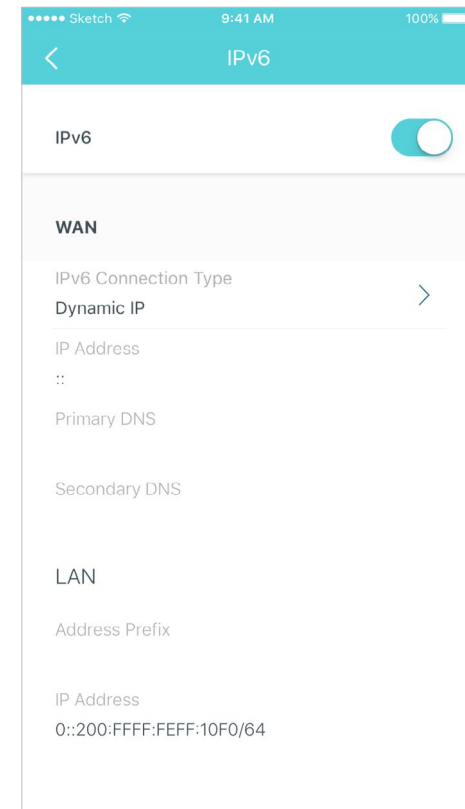 Sketch 9:41 AM 100%
IPv6
IPv6
WAN
IPv6 Connection Type
Dynamic IP
IP Address
::
Primary DNS
Secondary DNS
LAN
Address Prefix
IP Address
0::200:FFFF:FEFF:10F0/64